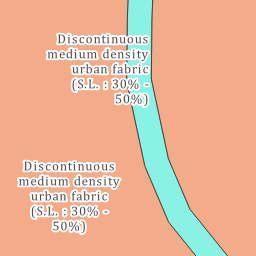 Discontinuous
medium density
urban fabric
(S.L. : 30% -
50%)
Discontinuous
medium density
urban fabric
(S.L. : 30% -
50%)